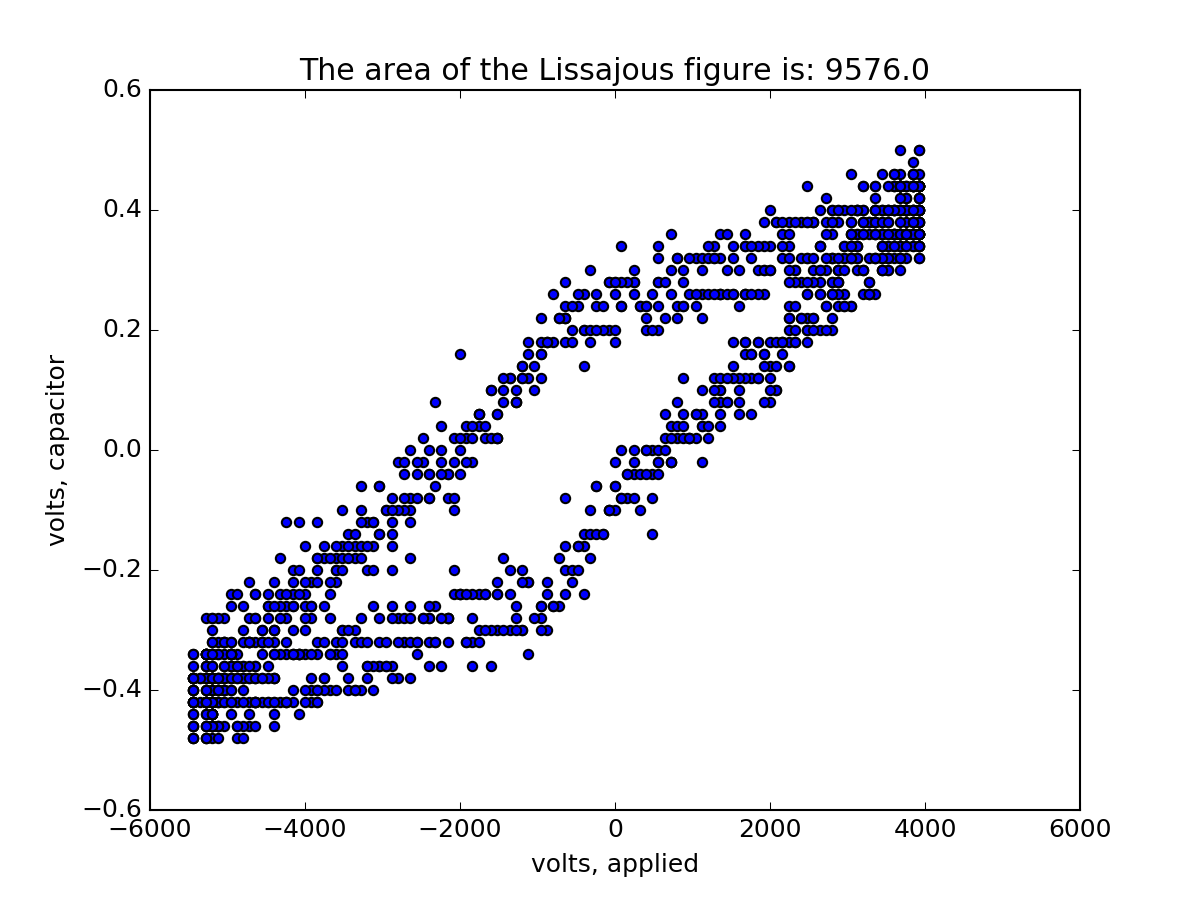 The area of the Lissajous figure is: 9576.0
0.6
0.4
0.2
0.0
−0.2
−0.4
−0.6
volts, capacitor
−6000 −4000 −2000 0 2000 4000 6000
volts, applied